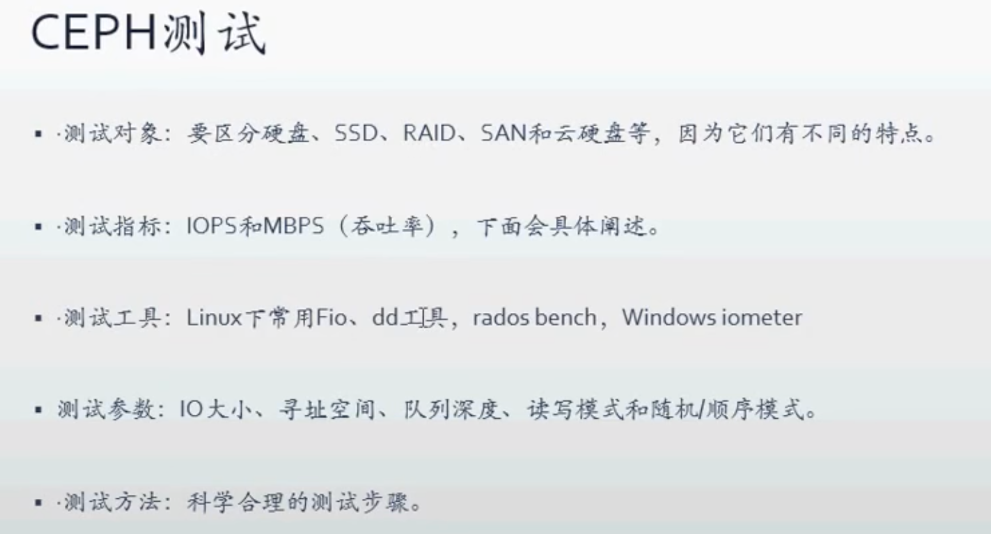 CEPH测试
▪ ·测试对象：要区分硬盘、SSD、RAID、SAN和云硬盘等，因为它们有不同的特点。
▪ ·测试指标：IOPS和MBPS（吞吐率），下面会具体阐述。
▪ ·测试工具：Linux下常用Fio、dd工具，rados bench，Windows iometer
▪ 测试参数：IO大小、寻址空间、队列深度、读写模式和随机/顺序模式。
▪ ·测试方法：科学合理的测试步骤。